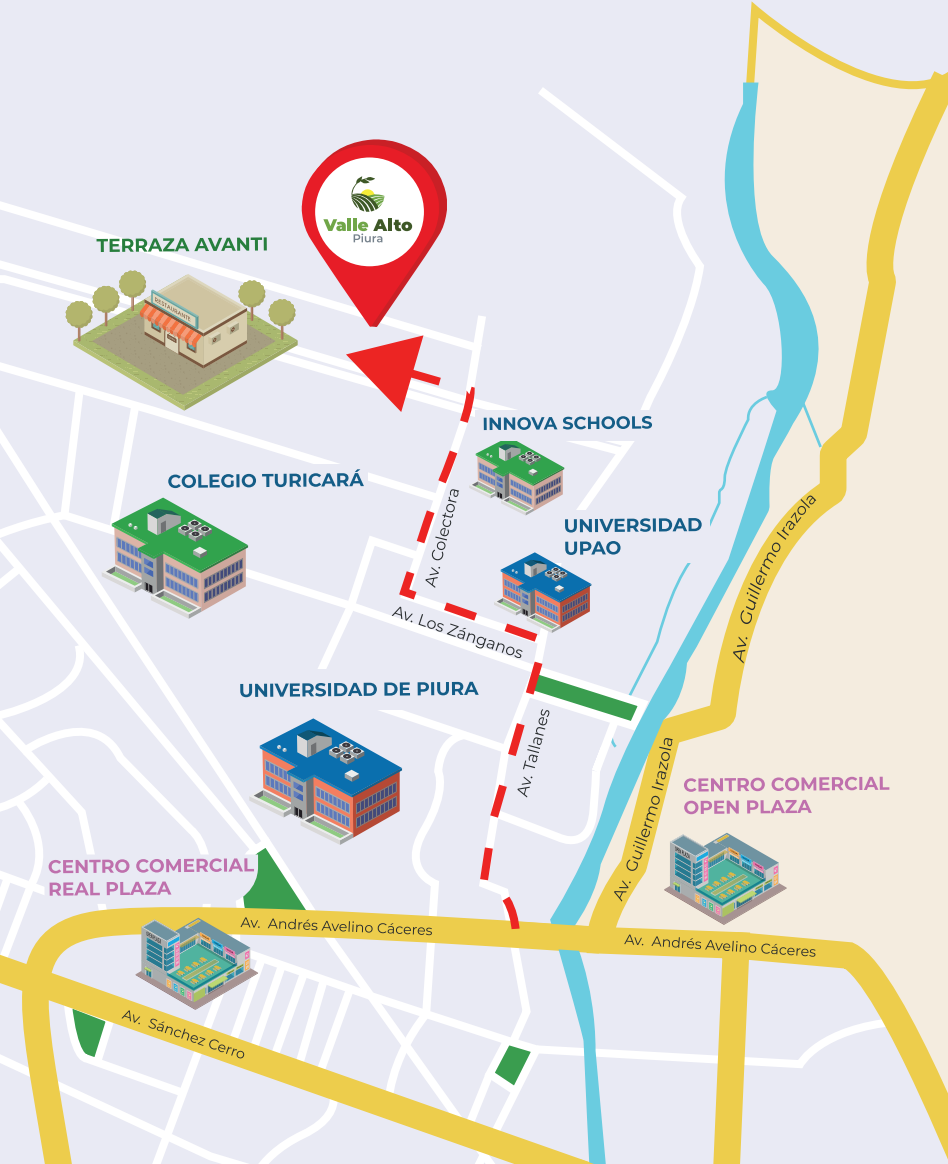 Valle Alto
Piura
TERRAZA AVANTI
RESTAURANTE
INNOVA SCHOOLS
COLEGIO TURICARÁ
Av. Colectora
UNIVERSIDAD
UPAO
Av. Guillermo Irazola
Av. Los Zánganos
UNIVERSIDAD DE PIURA
Av. Tallanes
Av. Guillermo Irazola
CENTRO COMERCIAL
OPEN PLAZA
CENTRO COMERCIAL
REAL PLAZA
Av. Andrés Avelino Cáceres
Av. Andrés Avelino Cáceres
Av. Sánchez Cerro